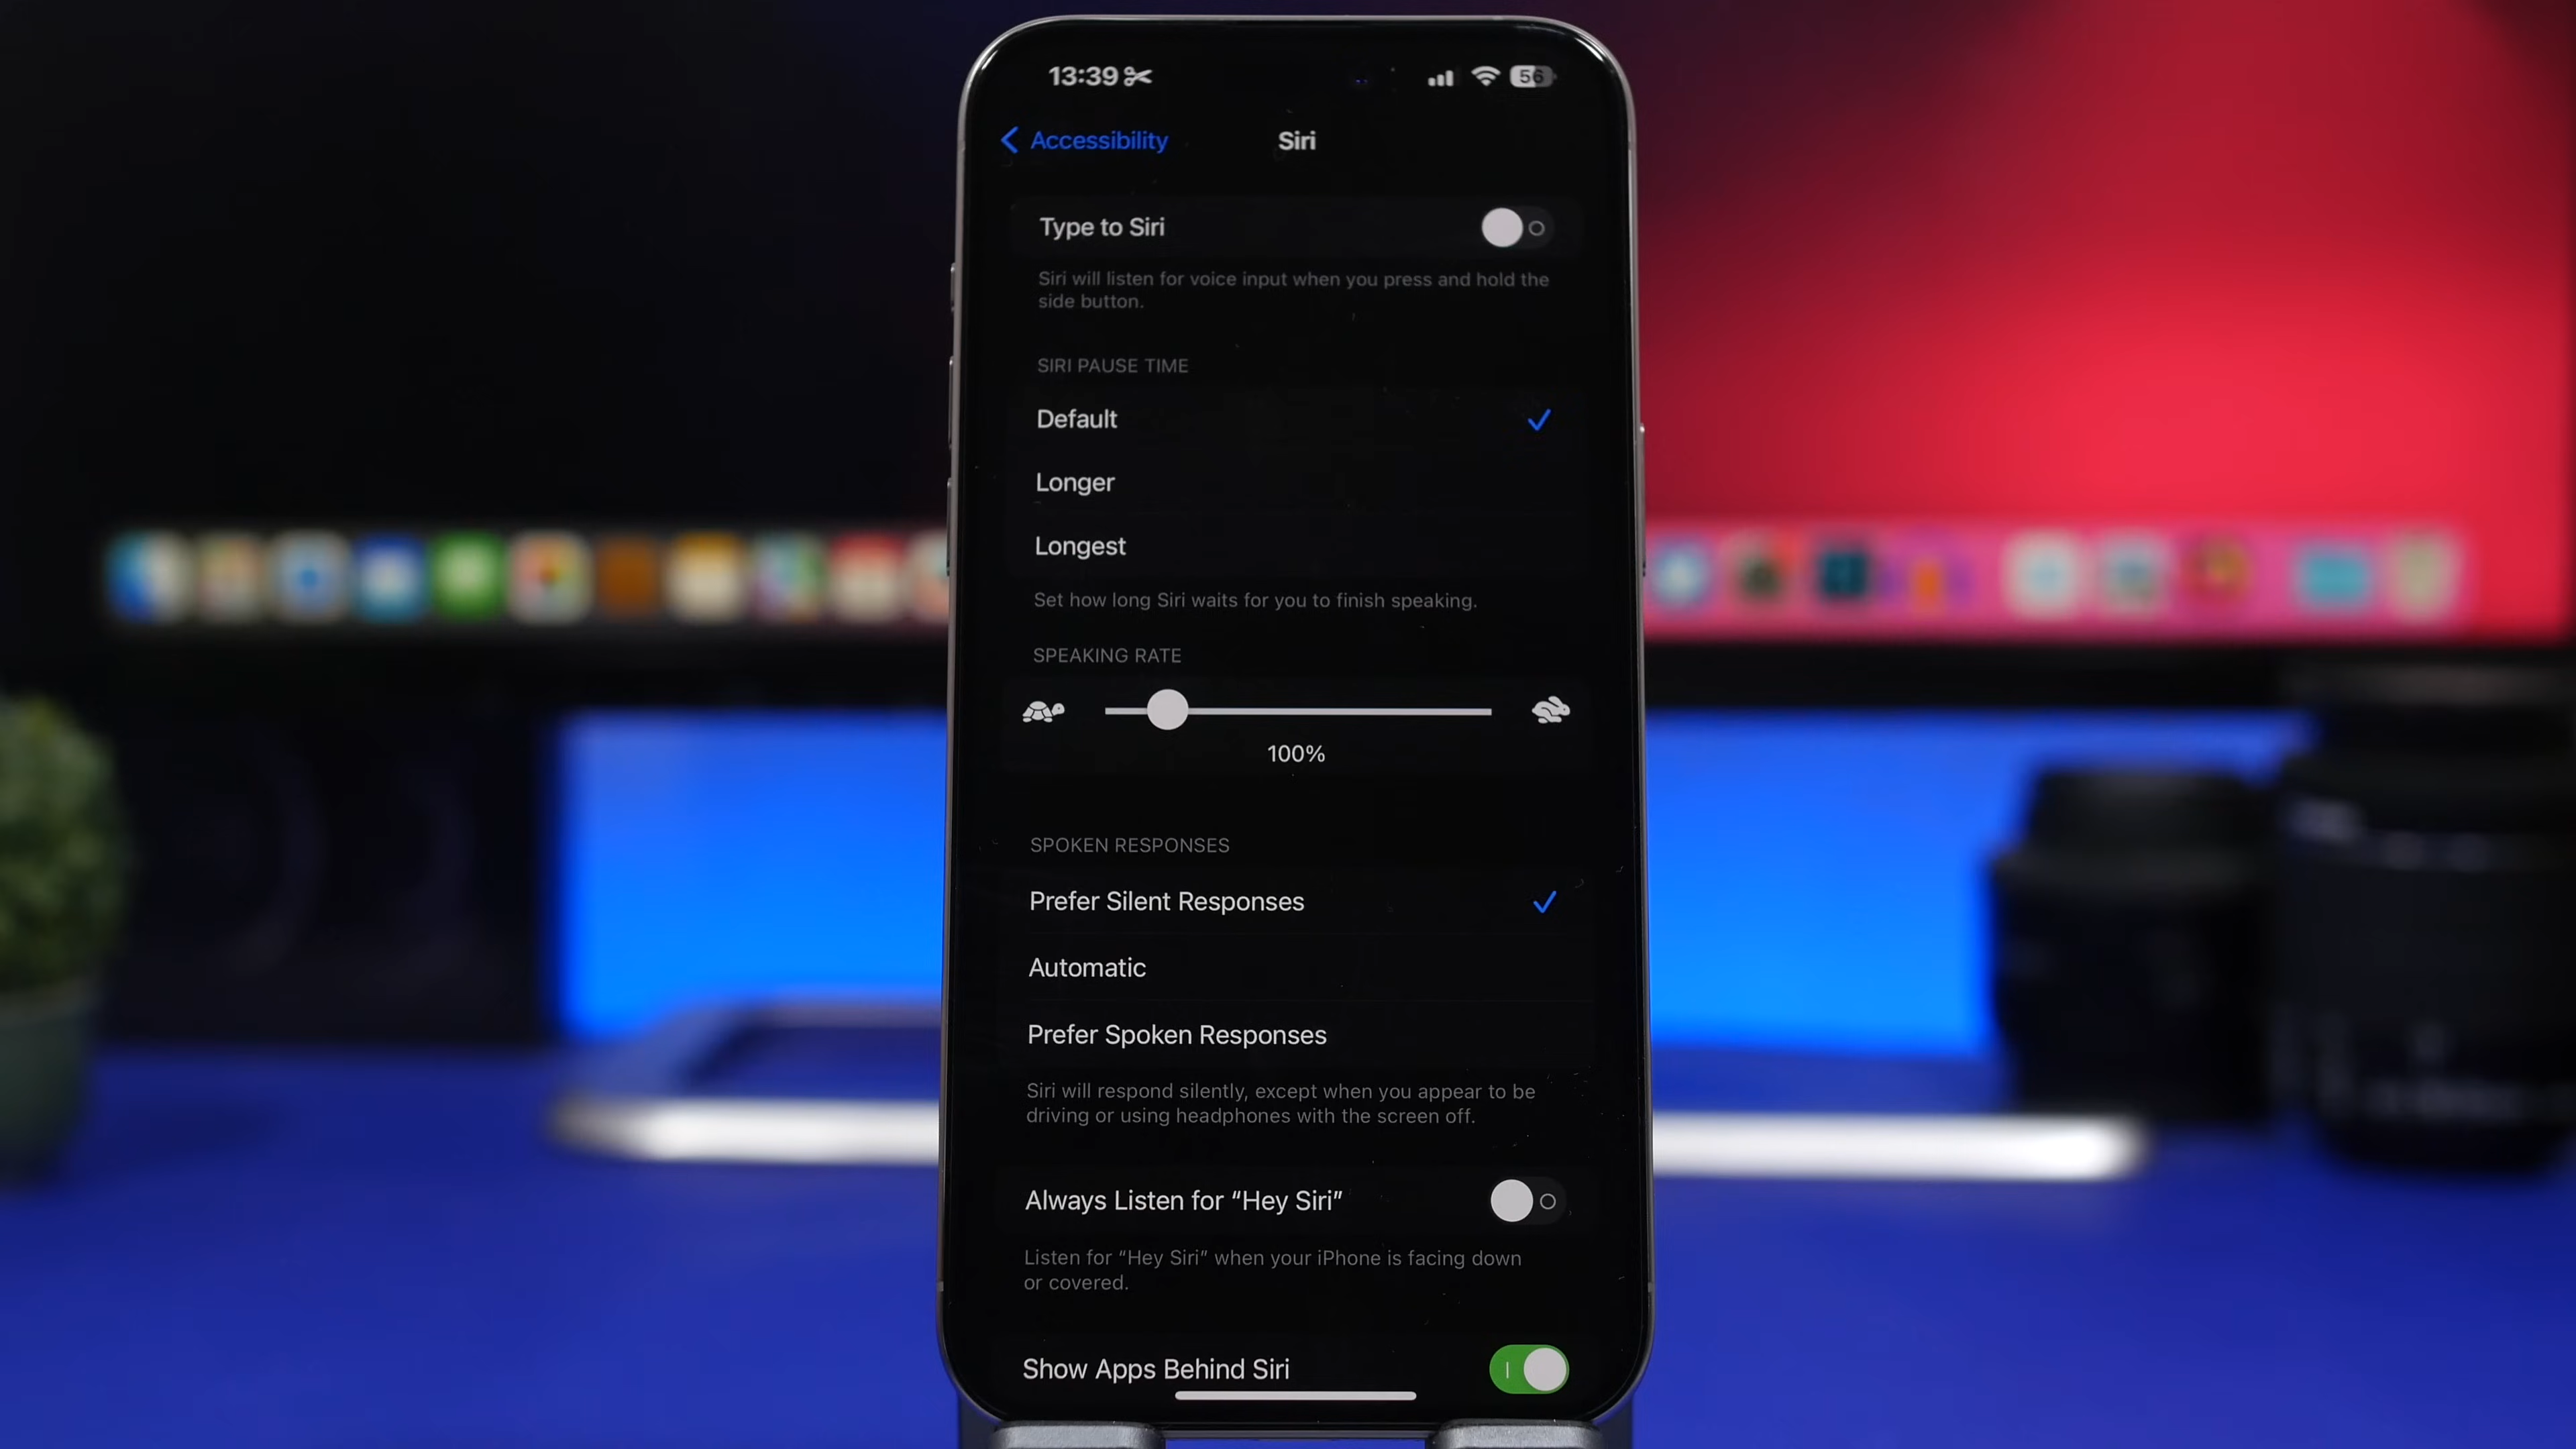 13:39
56
Accessibility
Siri
Type to Siri
Siri will listen for voice input when you press and hold the
side button.
SIRI PAUSE TIME
Default
Longer
Longest
Set how long Siri waits for you to finish speaking.
SPEAKING RATE
100%
SPOKEN RESPONSES
Prefer Silent Responses
Automatic
Prefer Spoken Responses
Siri will respond silently, except when you appear to be
driving or using headphones with the screen off.
Always Listen for “Hey Siri”
Listen for “Hey Siri” when your iPhone is facing down
or covered.
Show Apps Behind Siri